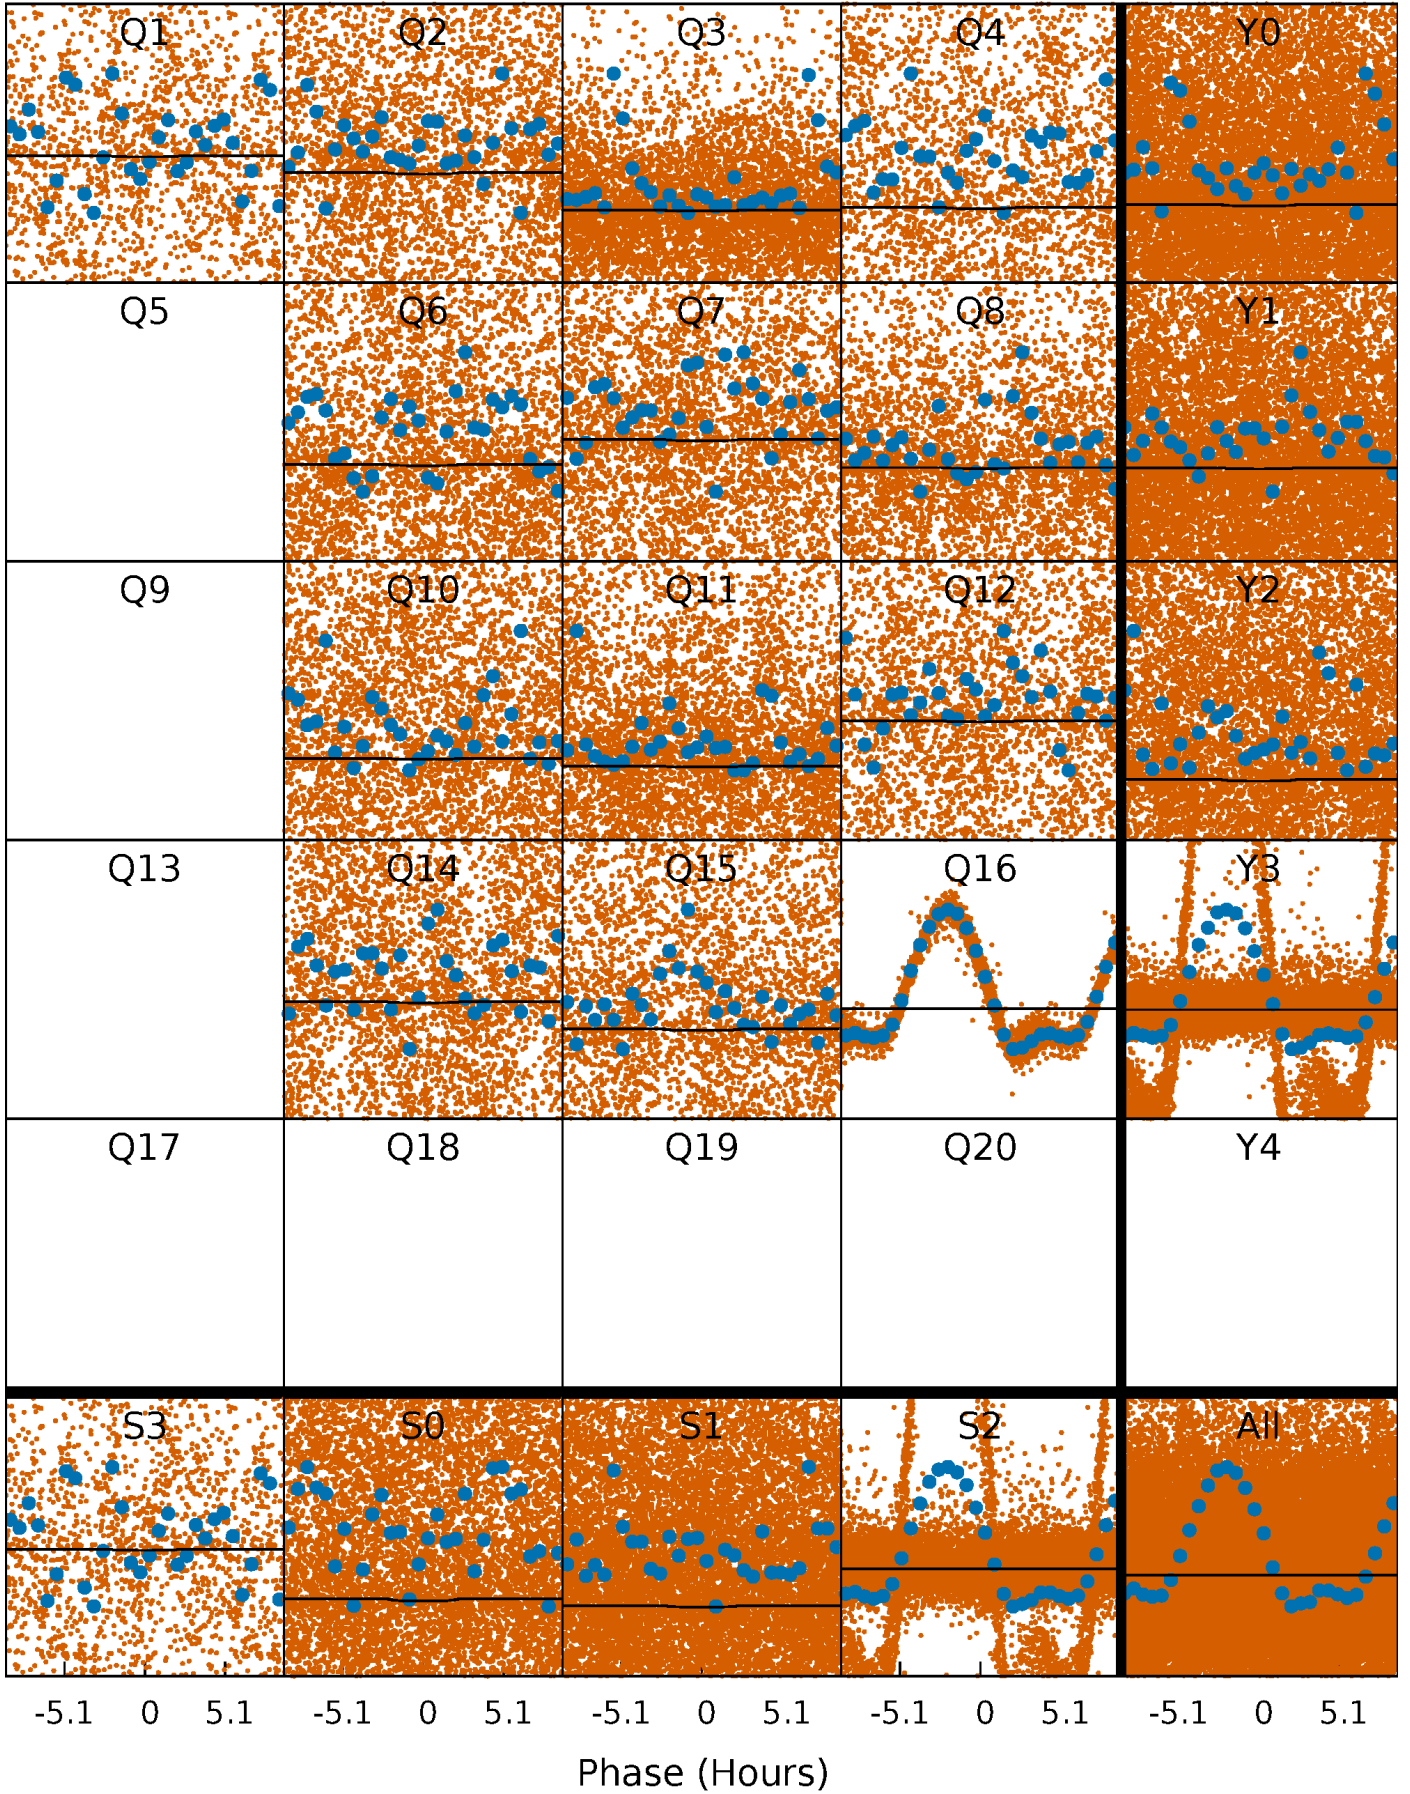 Q1 Q2 Q3 Q4 Y0
Q5 Q6 Q7 Q8 Y1
Q9 Q10 Q11 Q12 Y2
Q13 Q14 Q15 Q16 Y3
Q17 Q18 Q19 Q20 Y4
S3 S0 S1 S2 All
-5.1 0 5.1 -5.1 0 5.1 -5.1 0 5.1 -5.1 0 5.1 -5.1 0 5.1
Phase (Hours)